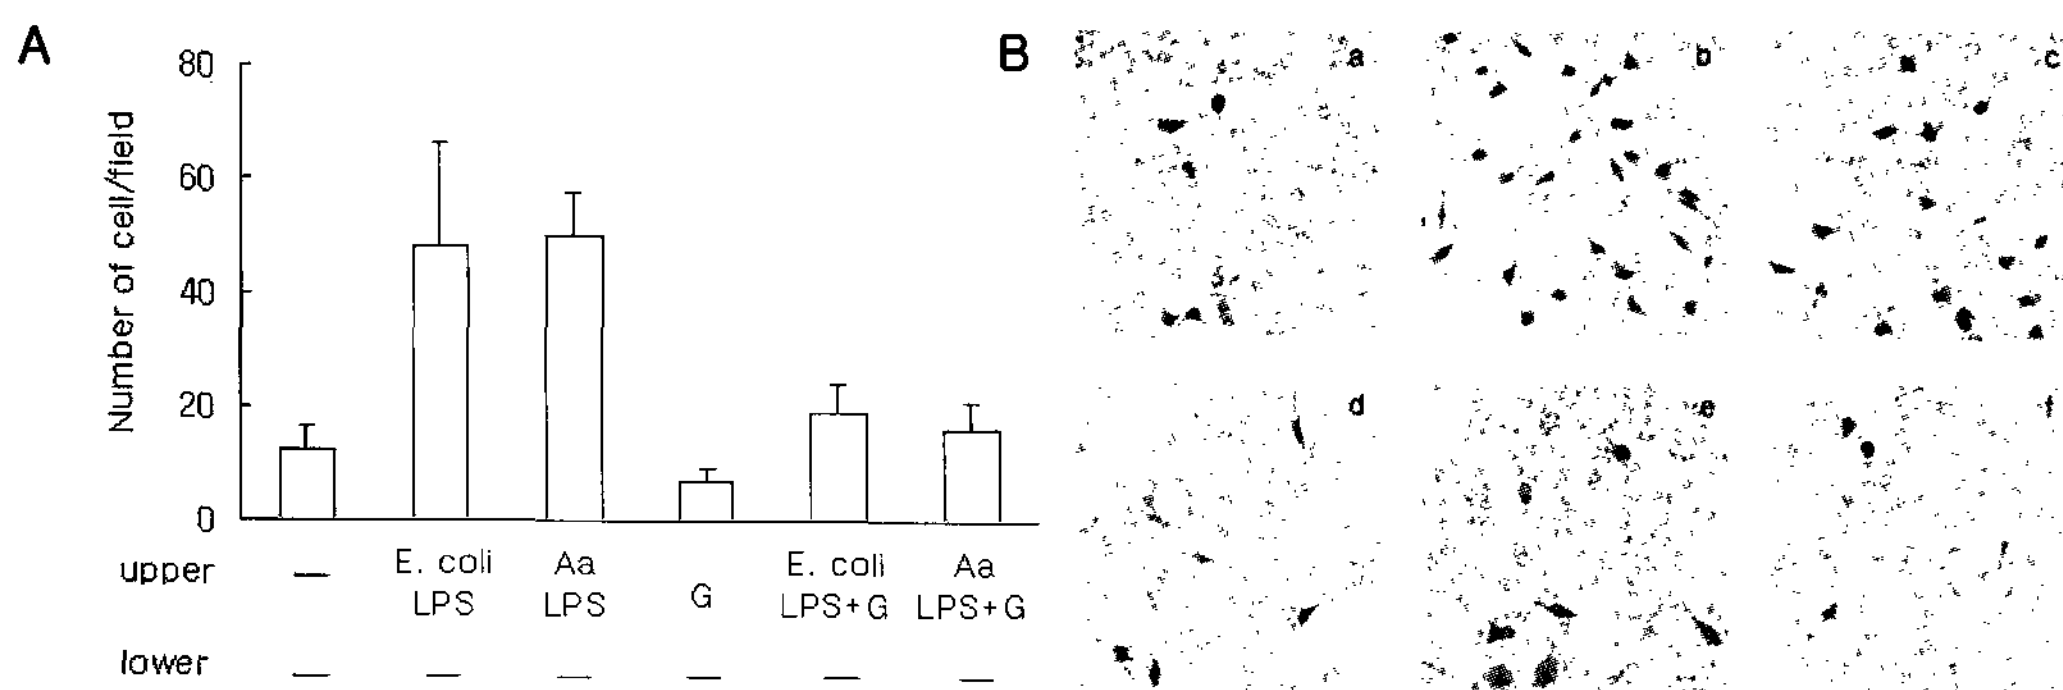 A
B
Number of cell/field
80
60
40
20
0
upper
—
E. coli
LPS
Aa
LPS
G
E. coli
LPS+G
Aa
LPS+G
lower
— — — — — —
a
b
c
d
e
f